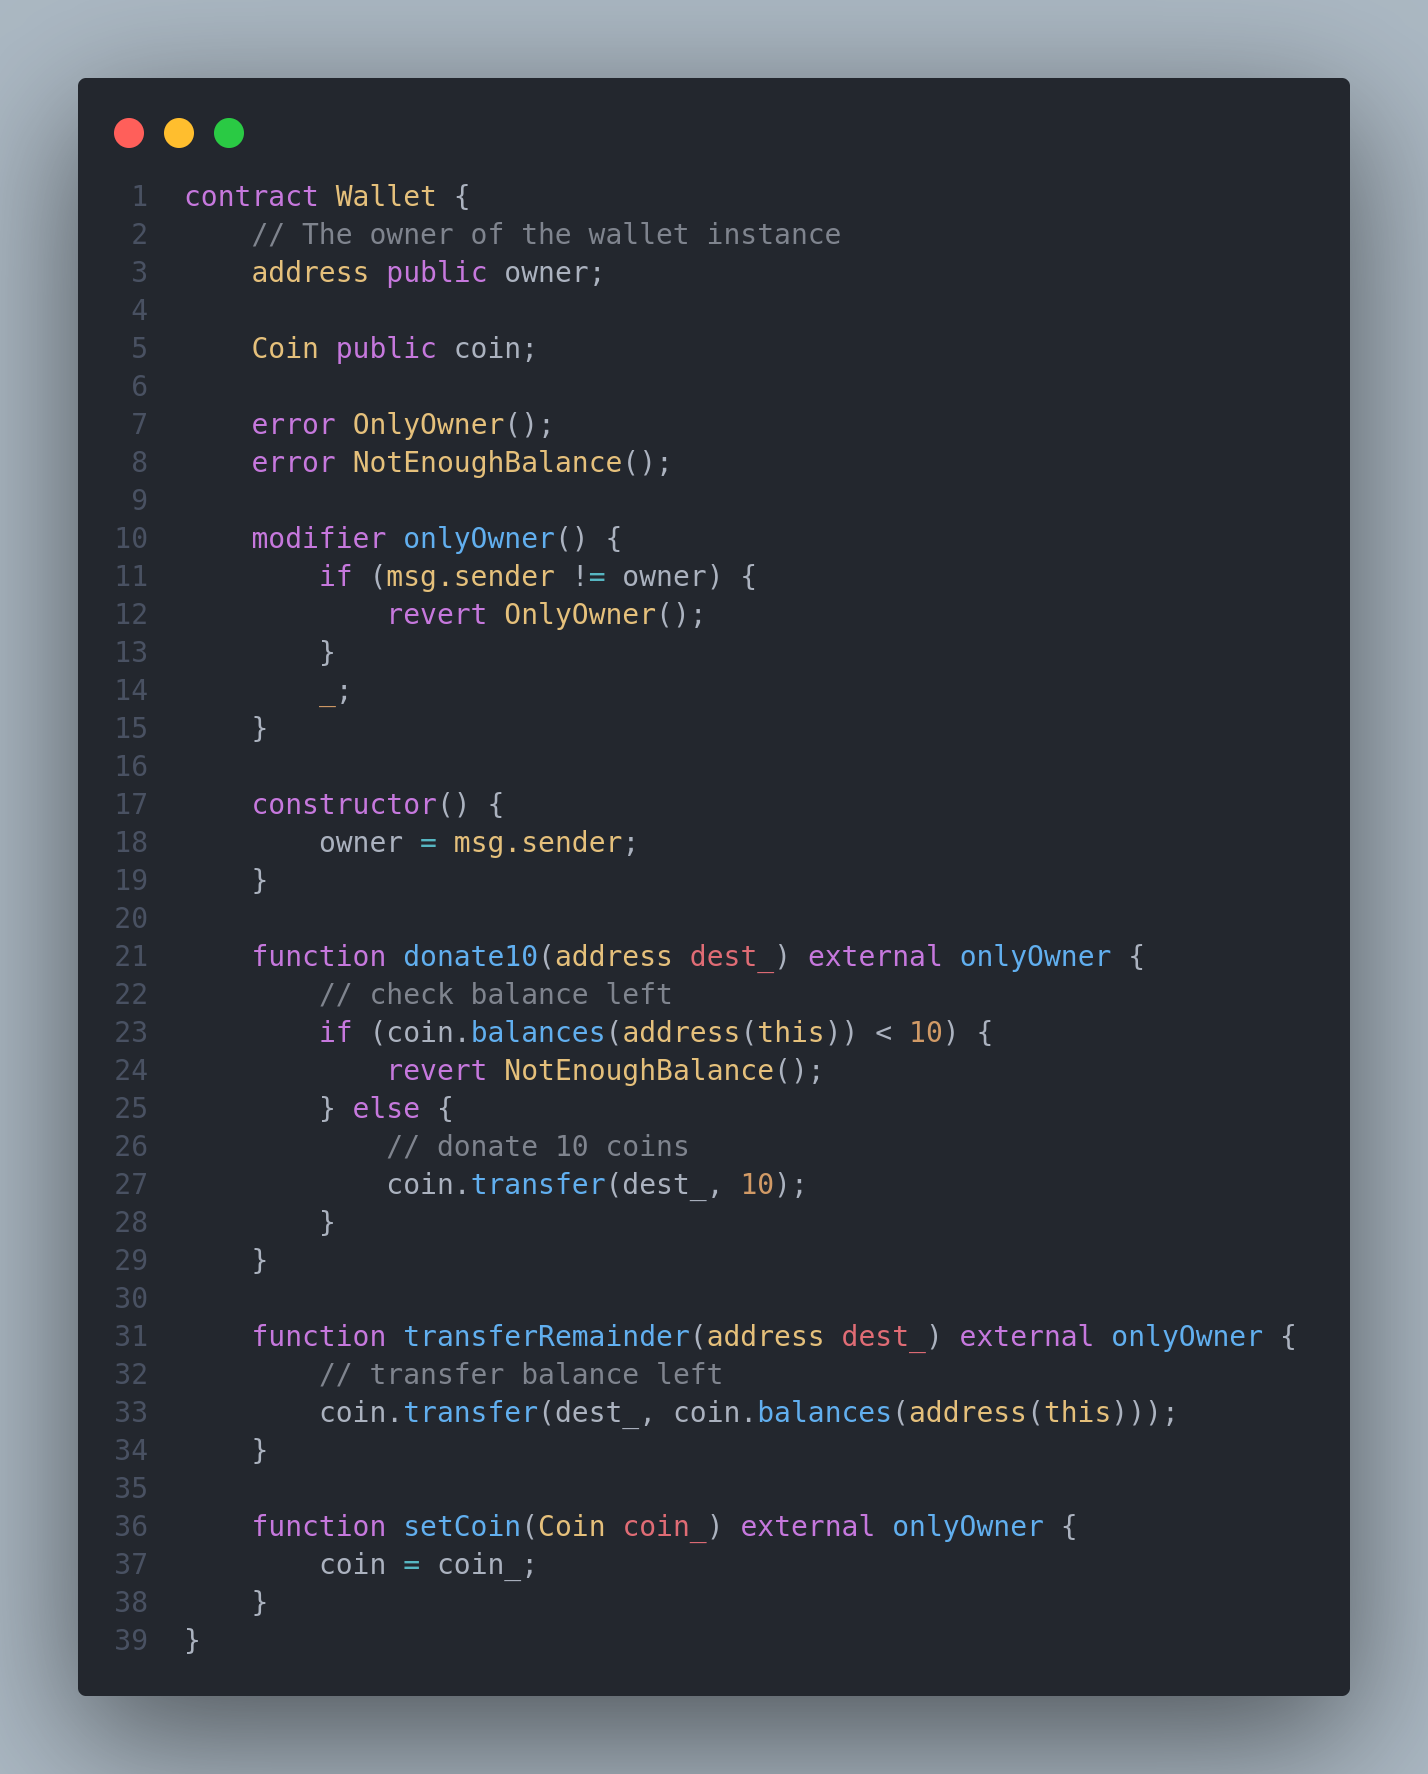 1 contract Wallet {
2     // The owner of the wallet instance
3     address public owner;
4
5     Coin public coin;
6
7     error OnlyOwner();
8     error NotEnoughBalance();
9
10     modifier onlyOwner() {
11         if (msg.sender != owner) {
12             revert OnlyOwner();
13         }
14         _;
15     }
16
17     constructor() {
18         owner = msg.sender;
19     }
20
21     function donate10(address dest_) external onlyOwner {
22         // check balance left
23         if (coin.balances(address(this)) < 10) {
24             revert NotEnoughBalance();
25         } else {
26             // donate 10 coins
27             coin.transfer(dest_, 10);
28         }
29     }
30
31     function transferRemainder(address dest_) external onlyOwner {
32         // transfer balance left
33         coin.transfer(dest_, coin.balances(address(this)));
34     }
35
36     function setCoin(Coin coin_) external onlyOwner {
37         coin = coin_;
38     }
39 }